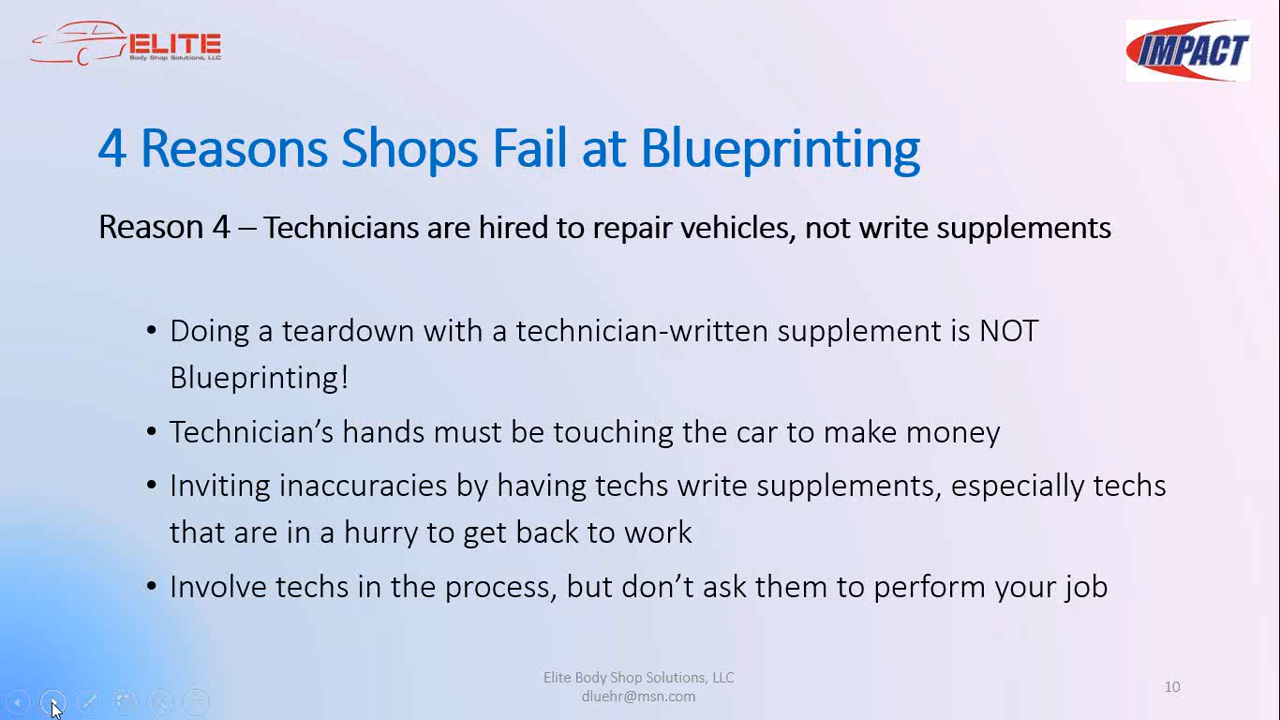 ELITE
Body Shop Solutions, LLC
IMPACT
4 Reasons Shops Fail at Blueprinting
Reason 4 – Technicians are hired to repair vehicles, not write supplements
• Doing a teardown with a technician-written supplement is NOT
Blueprinting!
• Technician’s hands must be touching the car to make money
• Inviting inaccuracies by having techs write supplements, especially techs
that are in a hurry to get back to work
• Involve techs in the process, but don’t ask them to perform your job
Elite Body Shop Solutions, LLC
dluehr@msn.com
10